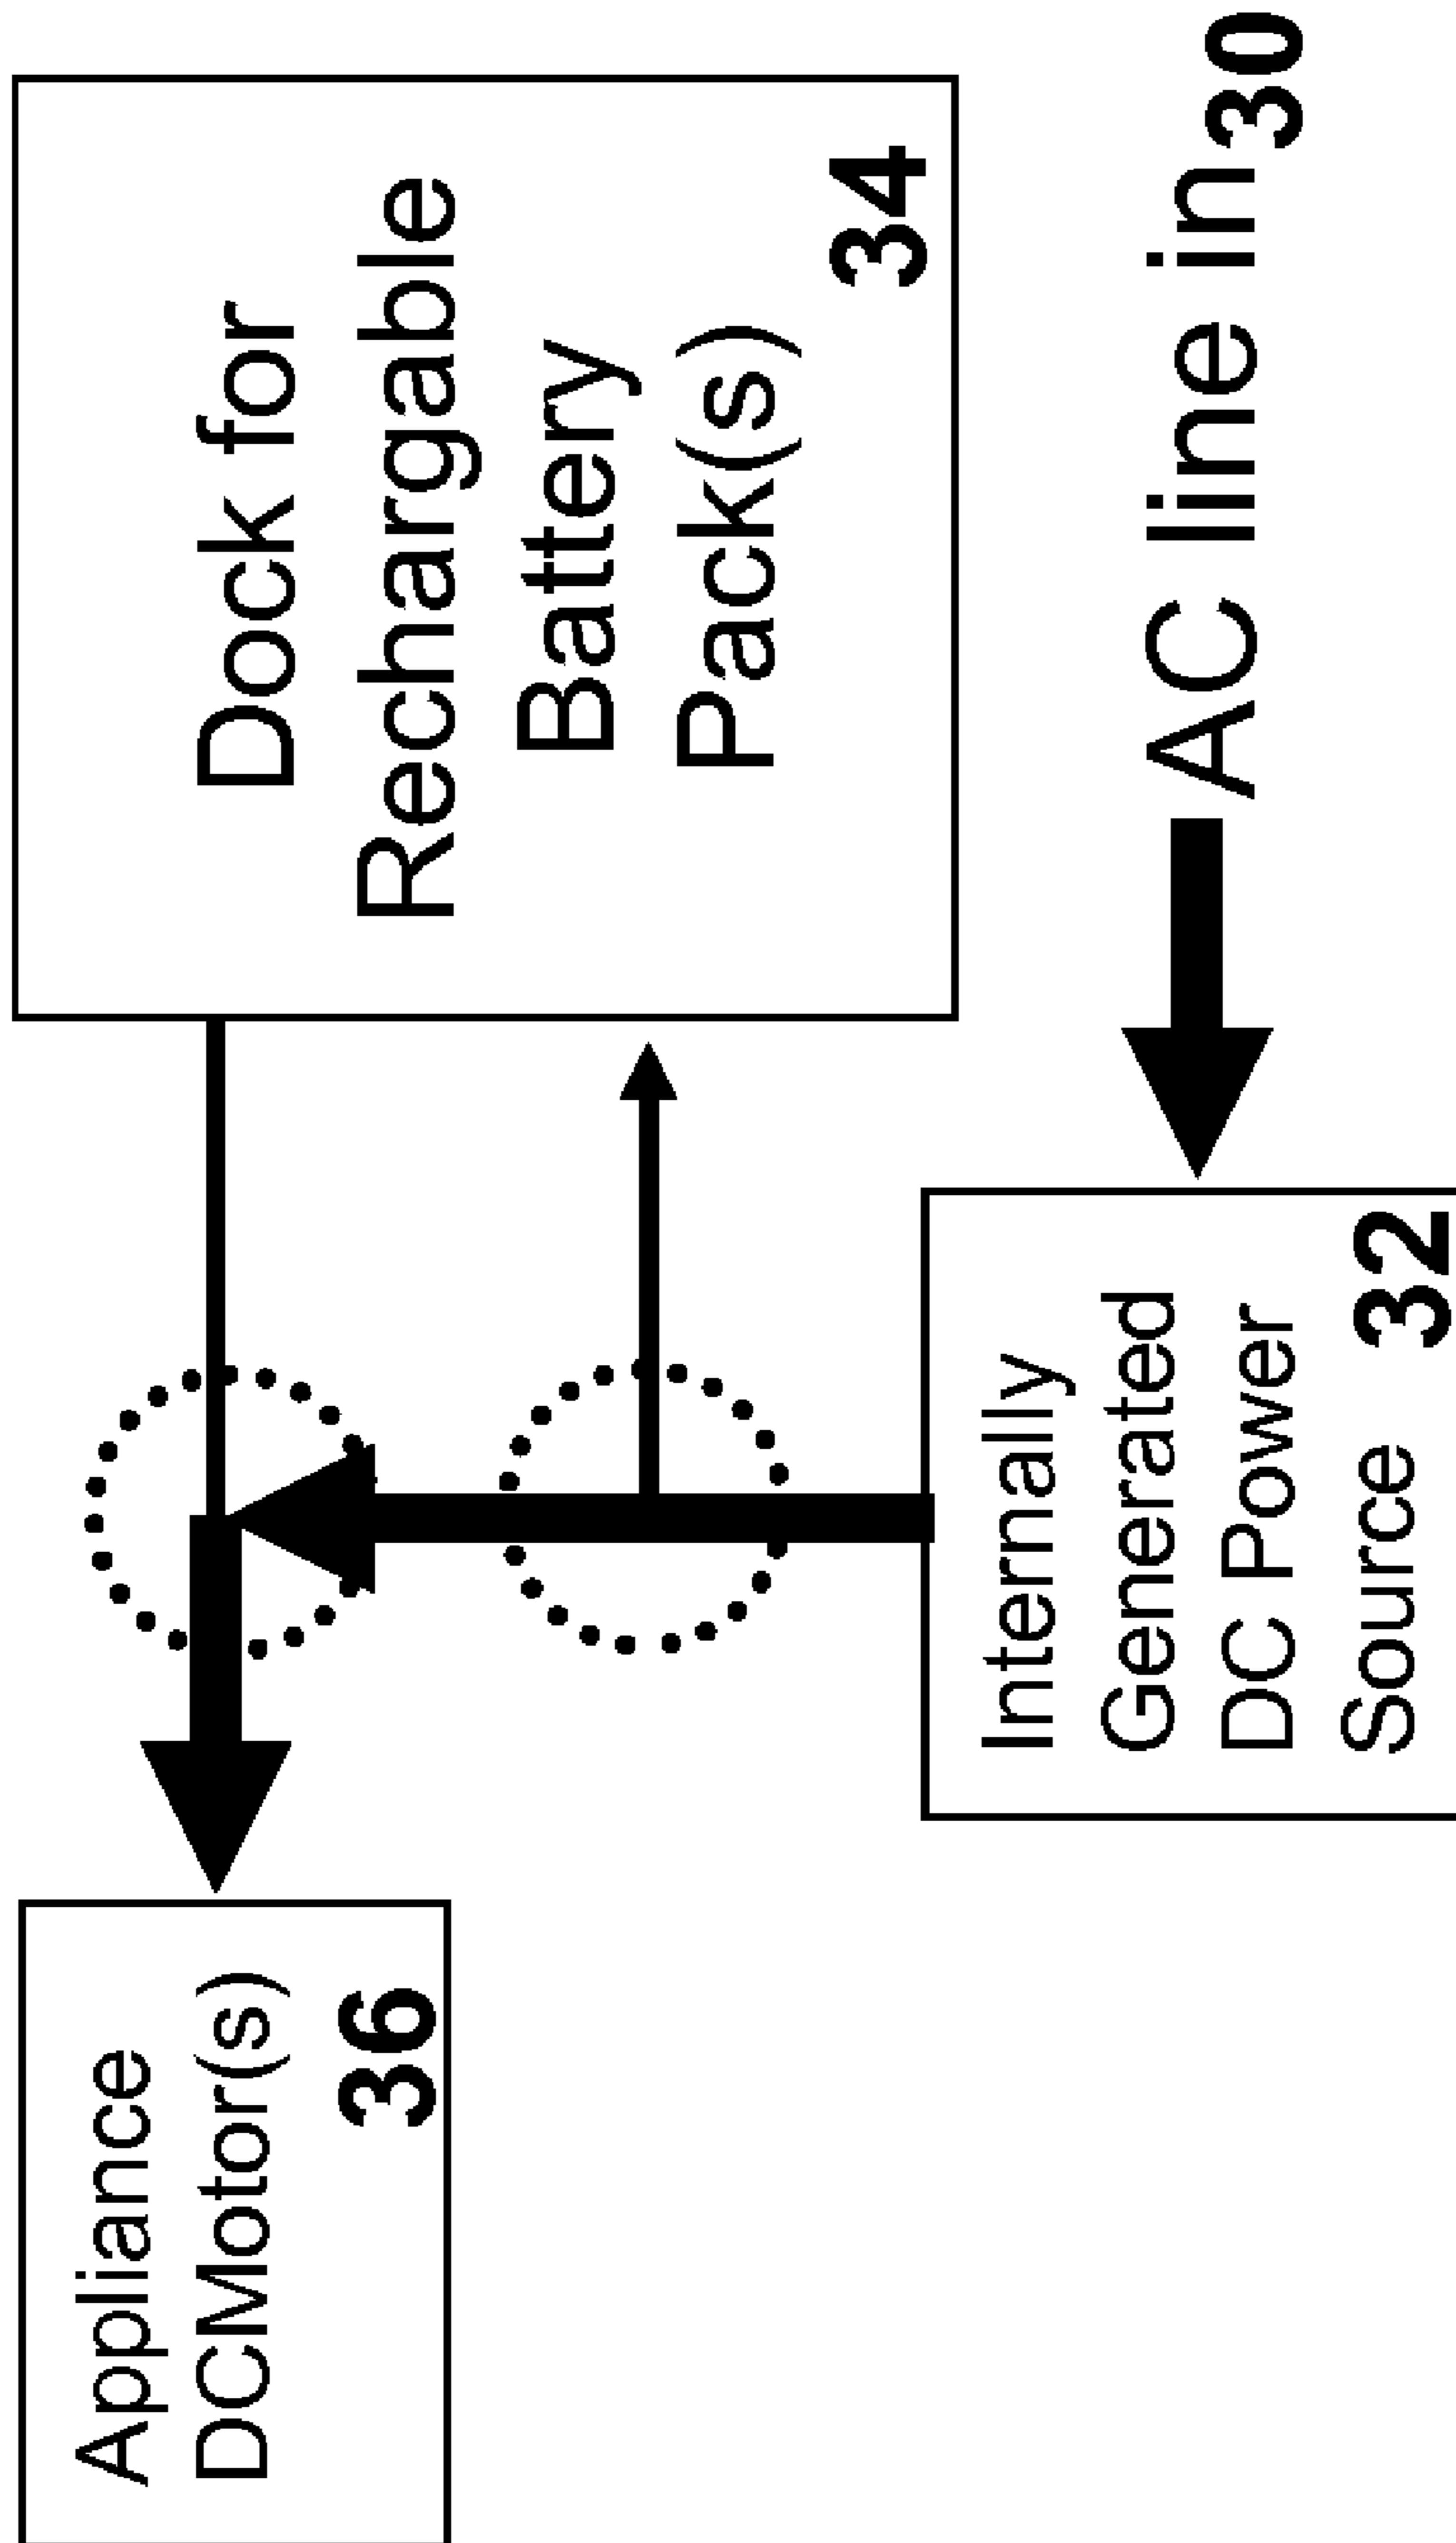 Appliance
DCMotor(s)
36
Dock for
Rechargable
Battery
Pack(s)
34
Internally
Generated
DC Power
Source 32
AC line in 30